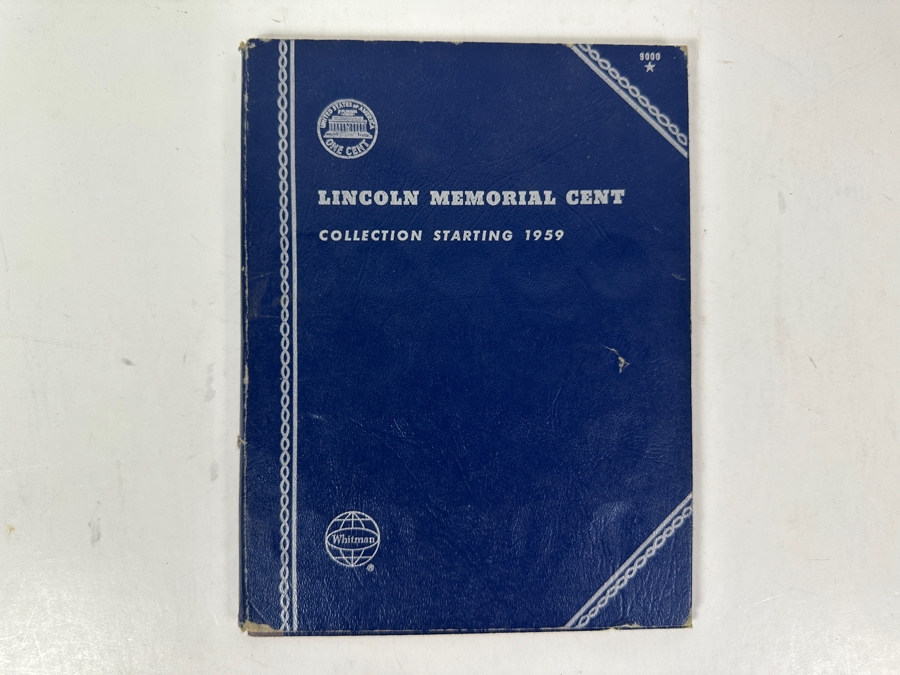 9000
UNITED STATES OF AMERICA
ONE CENT
LINCOLN MEMORIAL CENT
COLLECTION STARTING 1959
Whitman
®